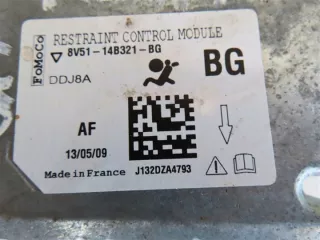 FoMoCo
RESTRAINT CONTROL MODULE
8V51-14B321-BG
DDJ8A
BG
AF
13/05/09
Made in France
J132DZA4793